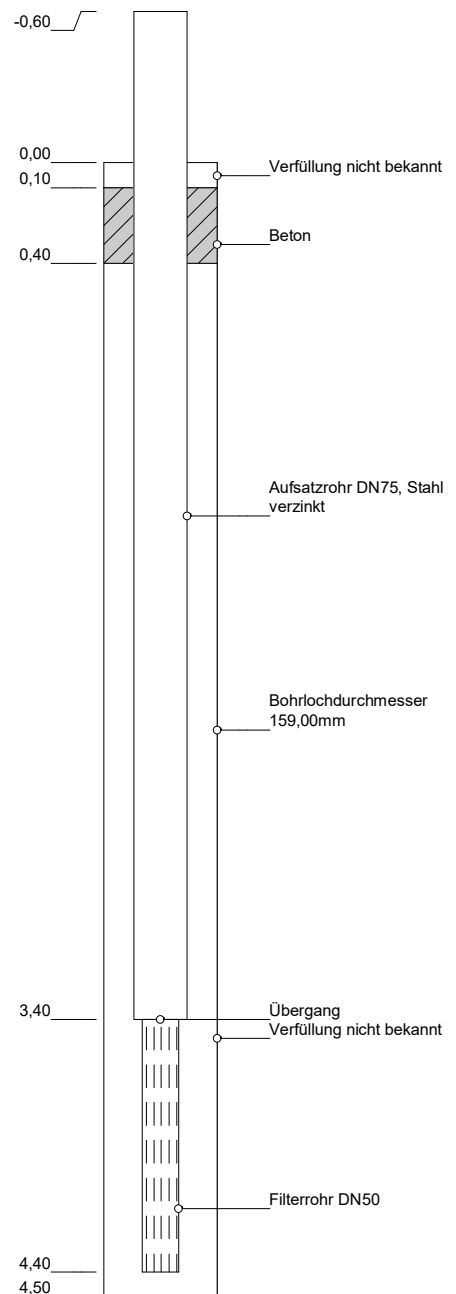 -0,60
0,00
Verfüllung nicht bekannt
0,10
Beton
0,40
Aufsatzrohr DN75, Stahl
verzinkt
Bohrlochdurchmesser
159,00mm
3,40
Übergang
Verfüllung nicht bekannt
Filterrohr DN50
4,40
4,50